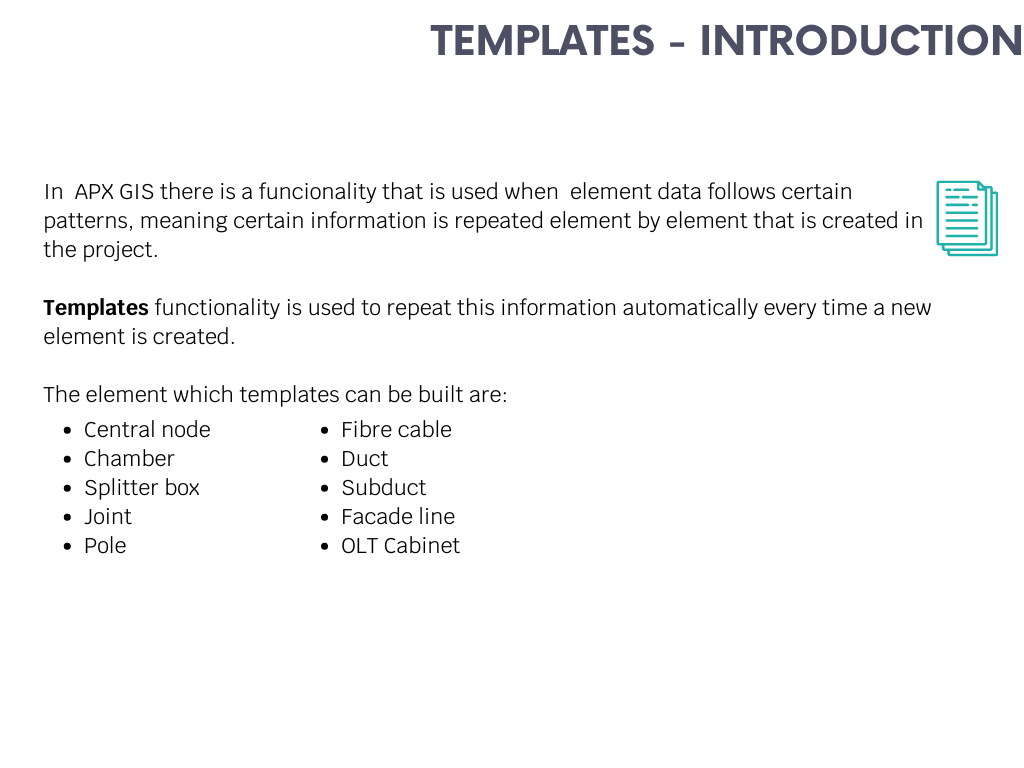 TEMPLATES - INTRODUCTION
In  APX GIS there is a funcionality that is used when  element data follows certain
patterns, meaning certain information is repeated element by element that is created in
the project.
Templates functionality is used to repeat this information automatically every time a new
element is created.
The element which templates can be built are:
• Central node
• Chamber
• Splitter box
• Joint
• Pole
• Fibre cable
• Duct
• Subduct
• Facade line
• OLT Cabinet